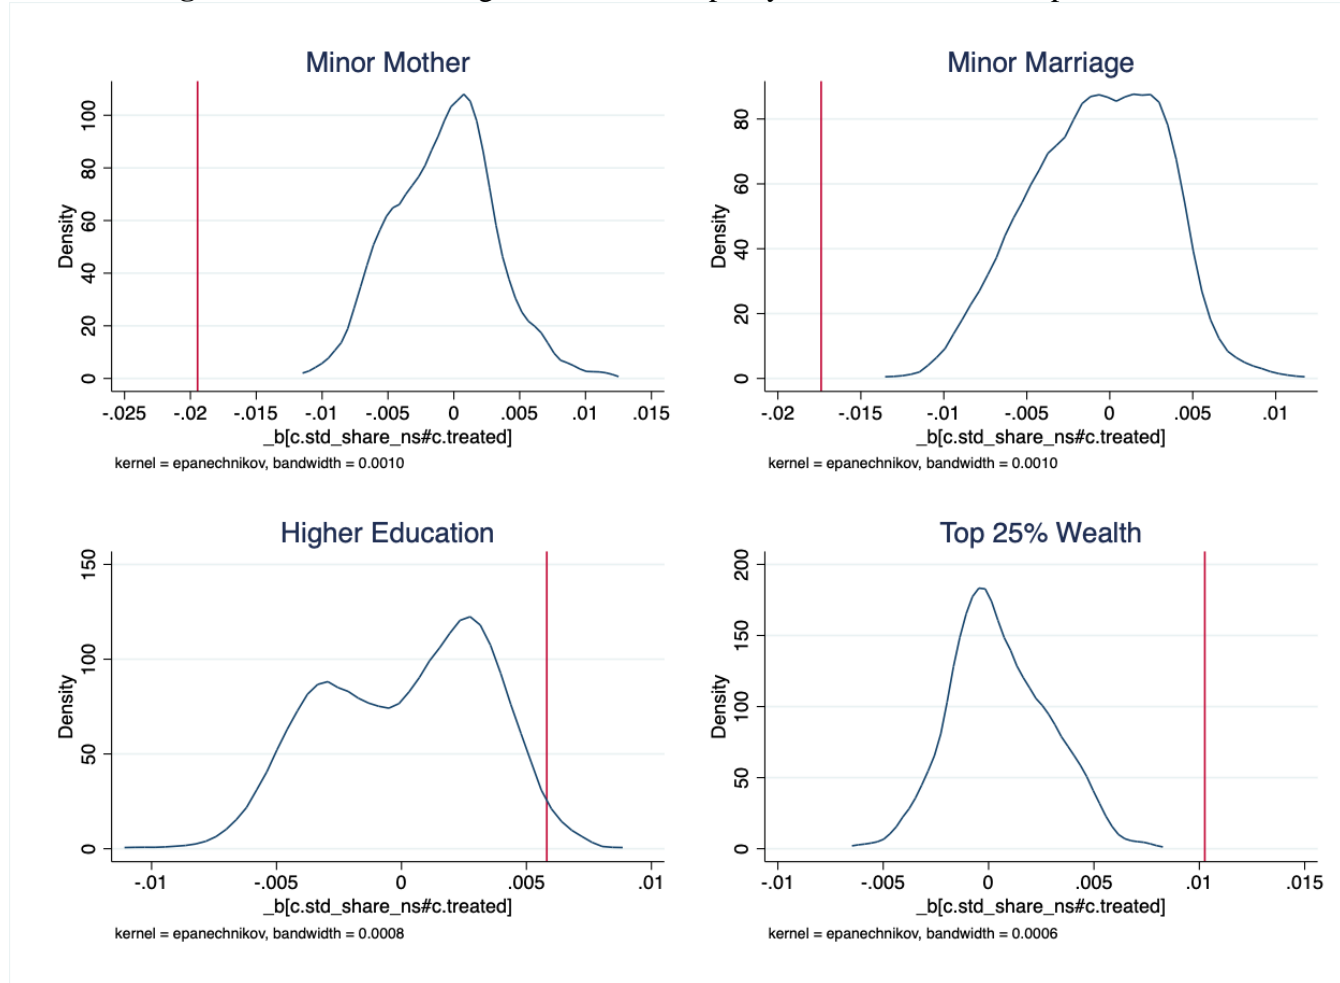 Minor Mother
Density
100
80
60
40
20
0
-.025 -.02 -.015 -.01 -.005 0 .005 .01 .015
_b[c.std_share_ns#c.treated]
kernel = epanechnikov, bandwidth = 0.0010
Minor Marriage
Density
80
60
40
20
0
-.02 -.015 -.01 -.005 0 .005 .01
_b[c.std_share_ns#c.treated]
kernel = epanechnikov, bandwidth = 0.0010
Higher Education
Density
150
100
50
0
-.01 -.005 0 .005 .01
_b[c.std_share_ns#c.treated]
kernel = epanechnikov, bandwidth = 0.0008
Top 25% Wealth
Density
200
150
100
50
0
-.01 -.005 0 .005 .01 .015
_b[c.std_share_ns#c.treated]
kernel = epanechnikov, bandwidth = 0.0006